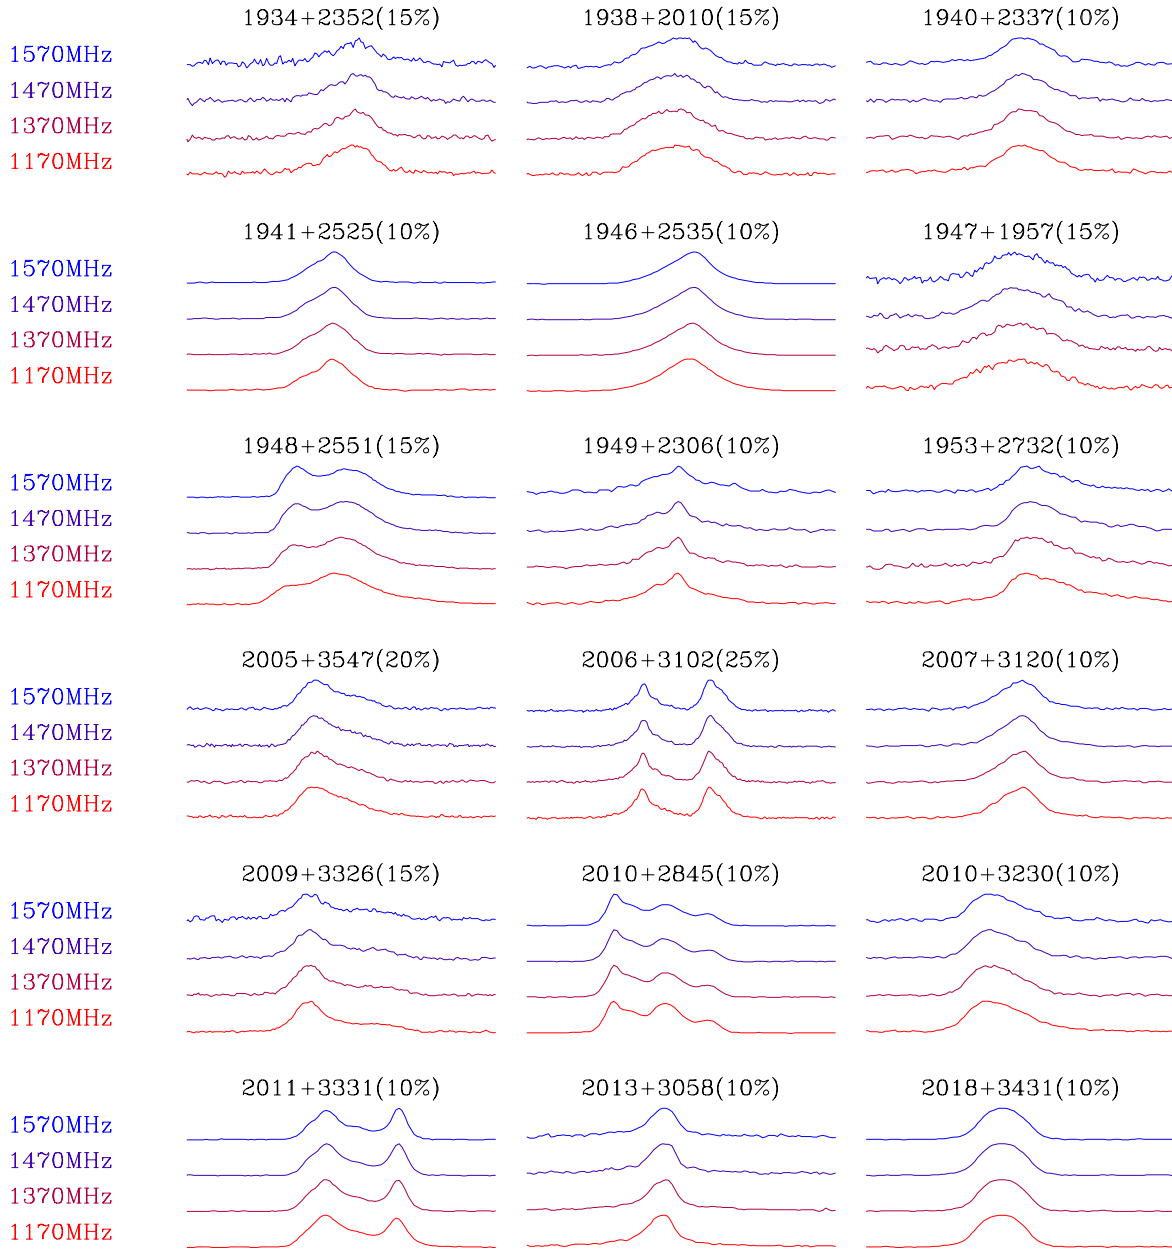 1934+2352(15%) 1938+2010(15%) 1940+2337(10%)
1570MHz
1470MHz
1370MHz
1170MHz
1941+2525(10%) 1946+2535(10%) 1947+1957(15%)
1570MHz
1470MHz
1370MHz
1170MHz
1948+2551(15%) 1949+2306(10%) 1953+2732(10%)
1570MHz
1470MHz
1370MHz
1170MHz
2005+3547(20%) 2006+3102(25%) 2007+3120(10%)
1570MHz
1470MHz
1370MHz
1170MHz
2009+3326(15%) 2010+2845(10%) 2010+3230(10%)
1570MHz
1470MHz
1370MHz
1170MHz
2011+3331(10%) 2013+3058(10%) 2018+3431(10%)
1570MHz
1470MHz
1370MHz
1170MHz